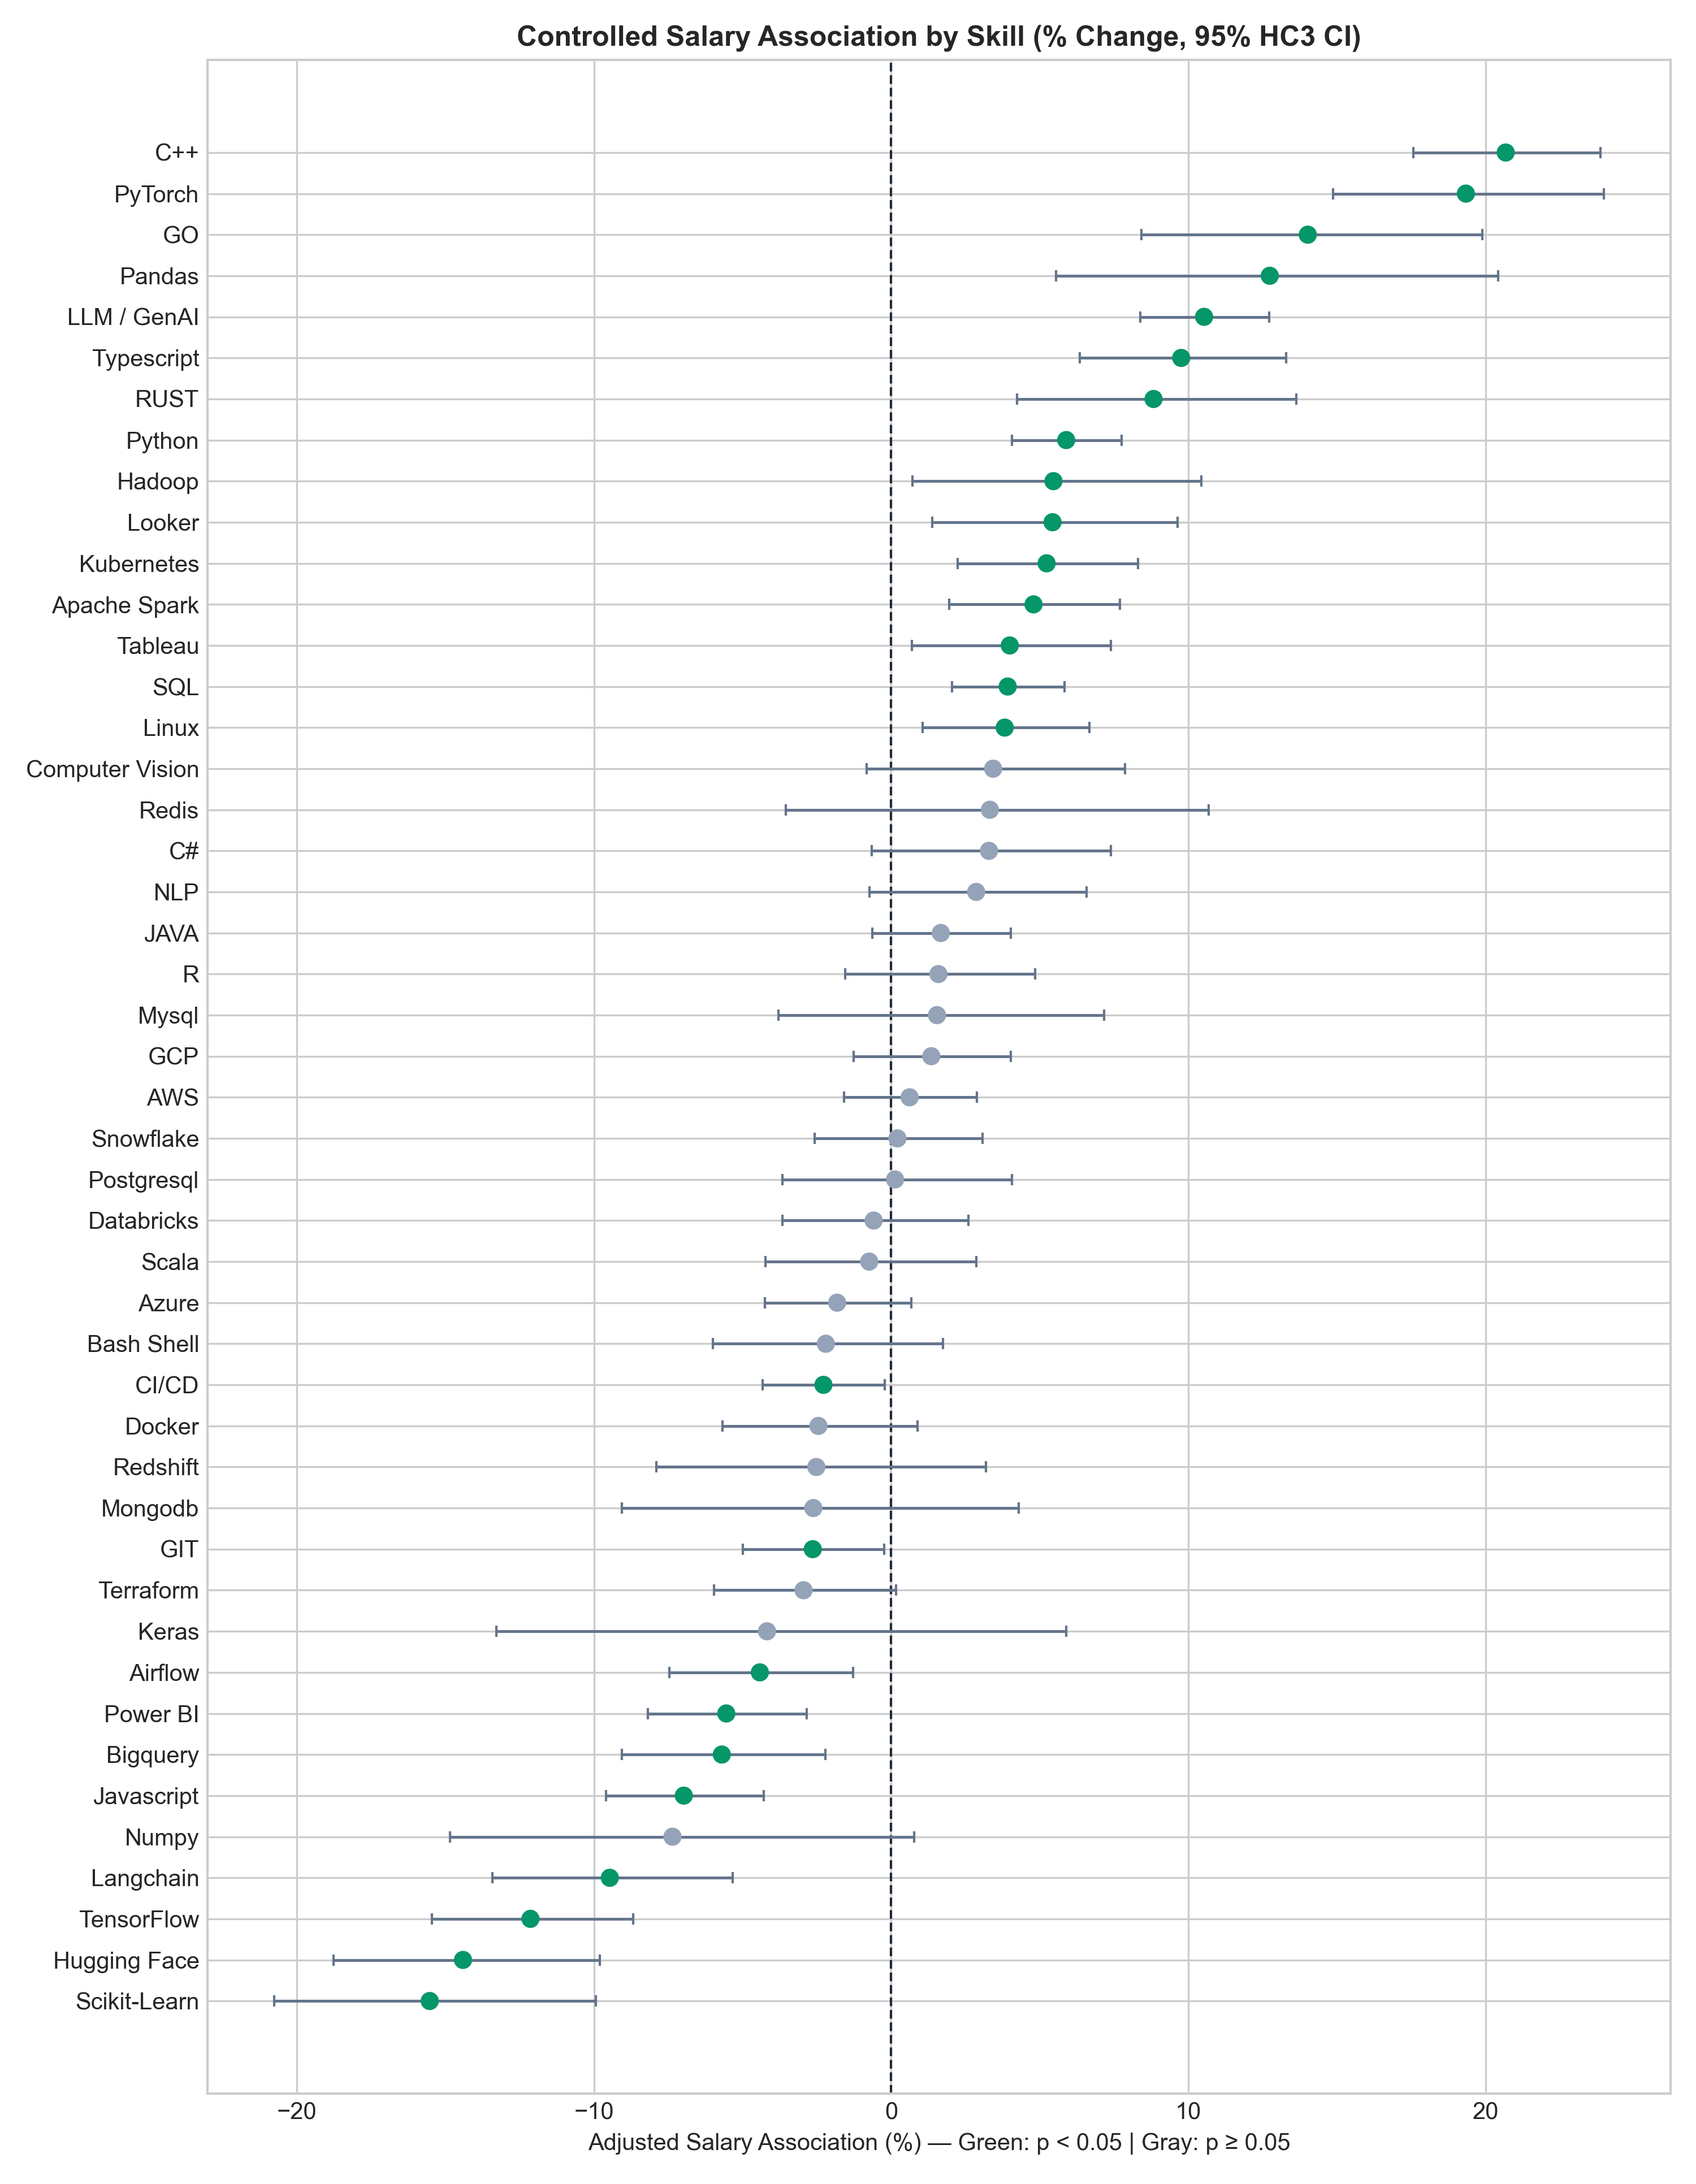 Controlled Salary Association by Skill (% Change, 95% HC3 CI)
C++
PyTorch
GO
Pandas
LLM / GenAI
Typescript
RUST
Python
Hadoop
Looker
Kubernetes
Apache Spark
Tableau
SQL
Linux
Computer Vision
Redis
C#
NLP
JAVA
R
Mysql
GCP
AWS
Snowflake
Postgresql
Databricks
Scala
Azure
Bash Shell
CI/CD
Docker
Redshift
Mongodb
GIT
Terraform
Keras
Airflow
Power BI
Bigquery
Javascript
Numpy
Langchain
TensorFlow
Hugging Face
Scikit-Learn
−20 −10 0 10 20
Adjusted Salary Association (%) — Green: p < 0.05 | Gray: p ≥ 0.05